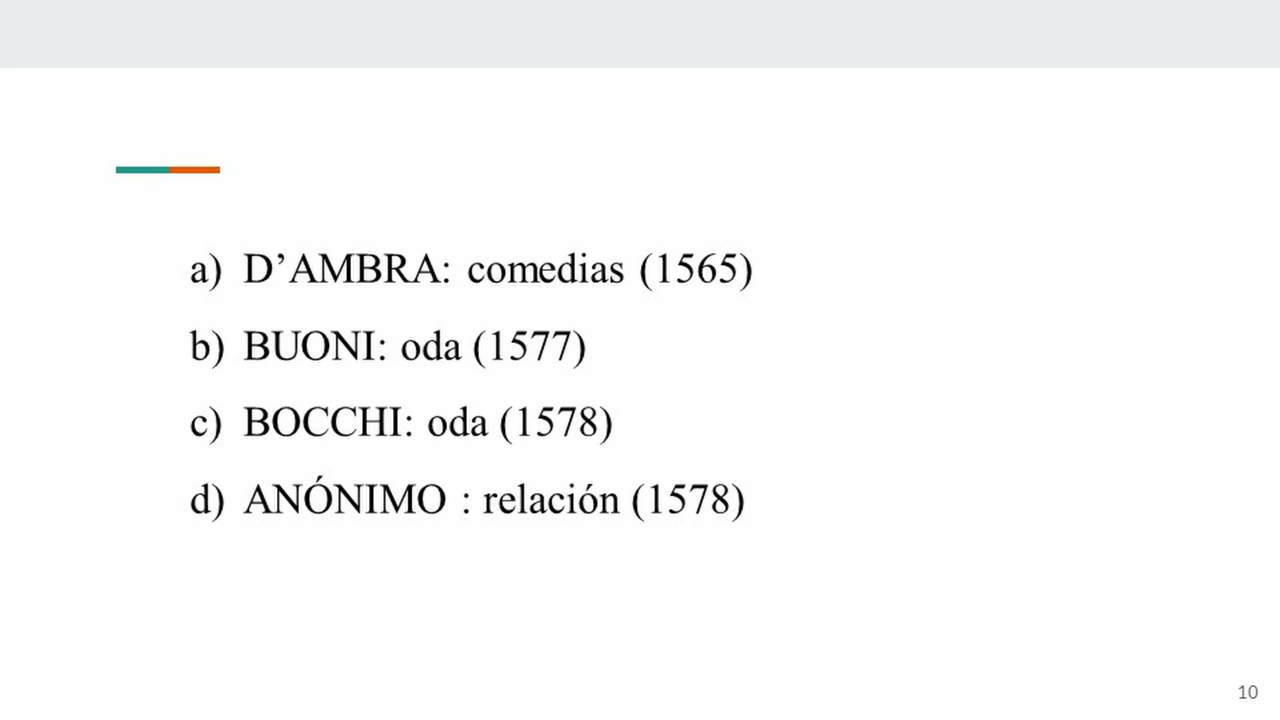 a) D’AMBRA: comedias (1565)
b) BUONI: oda (1577)
c) BOCCHI: oda (1578)
d) ANÓNIMO : relación (1578)
10